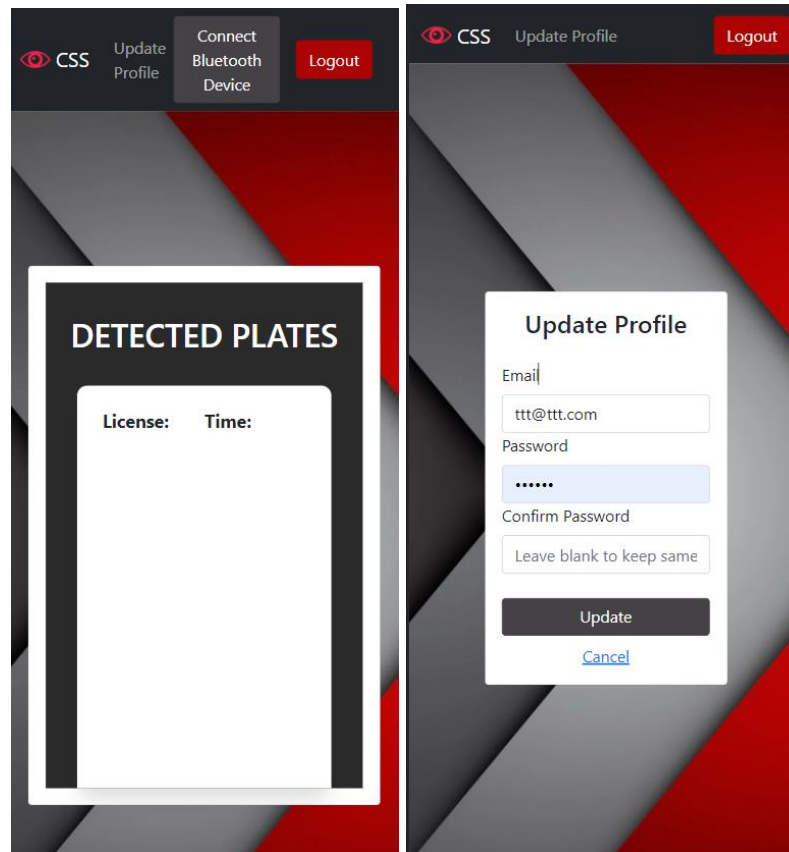 CSS
Update
Profile
Connect
Bluetooth
Device
Logout
DETECTED PLATES
License: Time:
CSS Update Profile Logout
Update Profile
Email
ttt@ttt.com
Password
••••••
Confirm Password
Leave blank to keep same
Update
Cancel